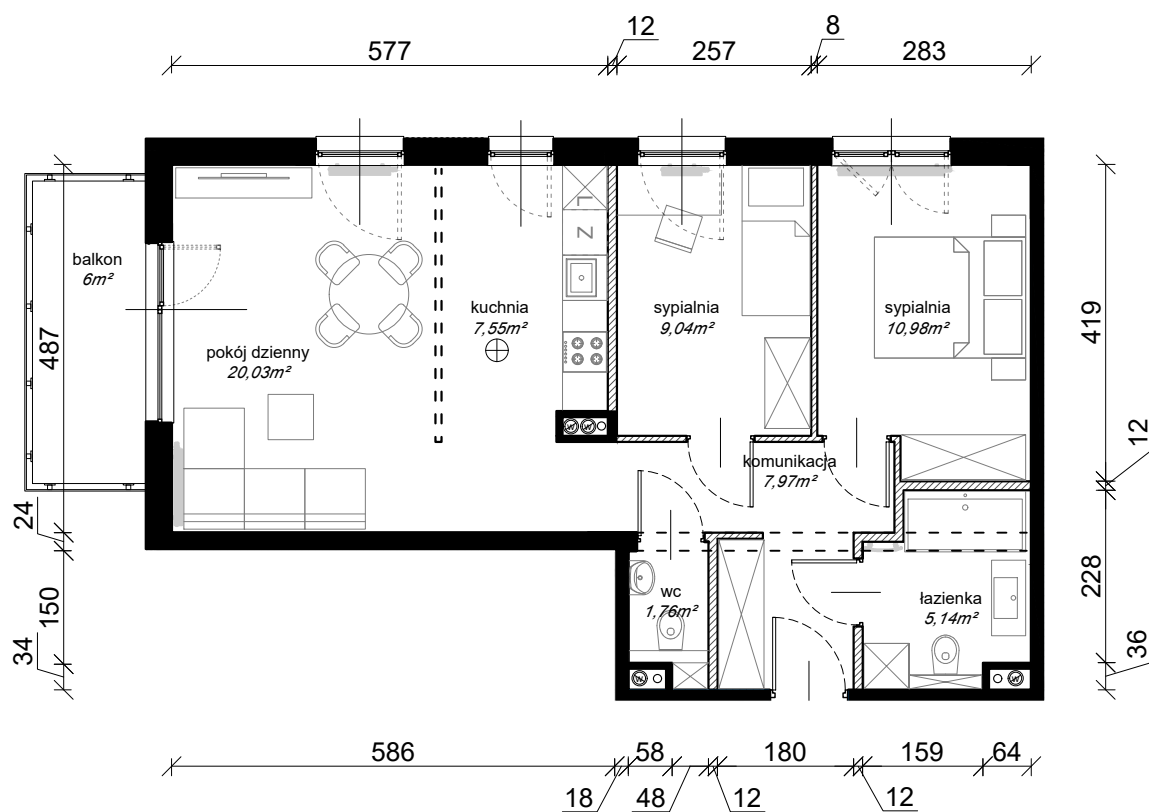 12
8
577
257
283
balkon
6m²
487
pokój dzienny
20,03m²
kuchnia
7,55m²
L
Z
sypialnia
9,04m²
sypialnia
10,98m²
419
komunikacja
7,97m²
12
24
150
34
wc
1,76m²
łazienka
5,14m²
228
36
586
58
180
159
64
18
48
12
12